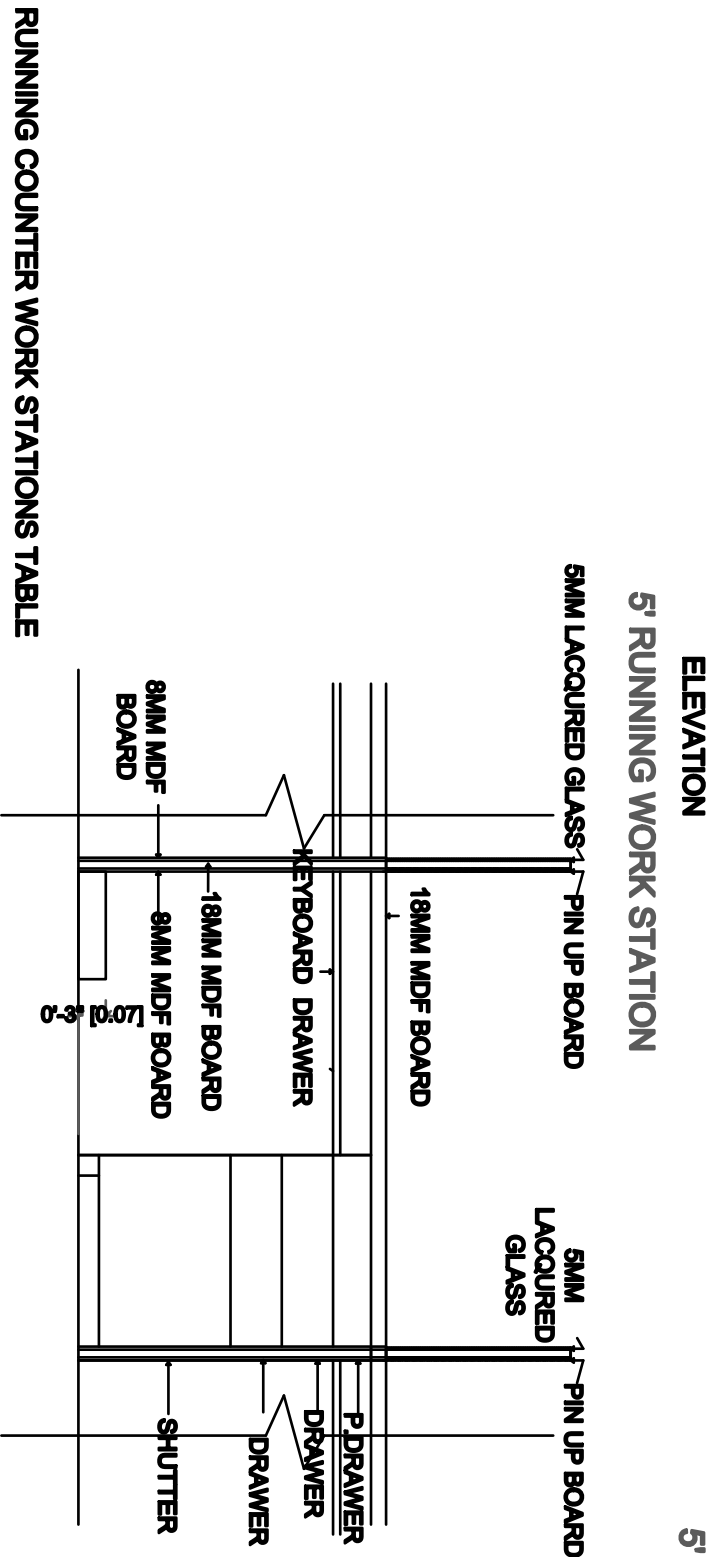 ELEVATION
5' RUNNING WORK STATION
5'
5MM LACQURED GLASS
PIN UP BOARD
5MM
LACQURED
GLASS
PIN UP BOARD
18MM MDF BOARD
P.DRAWER
KEYBOARD DRAWER
DRAWER
DRAWER
18MM MDF BOARD
8MM MDF
BOARD
8MM MDF BOARD
SHUTTER
0'-3" [0.07]
RUNNING COUNTER WORK STATIONS TABLE